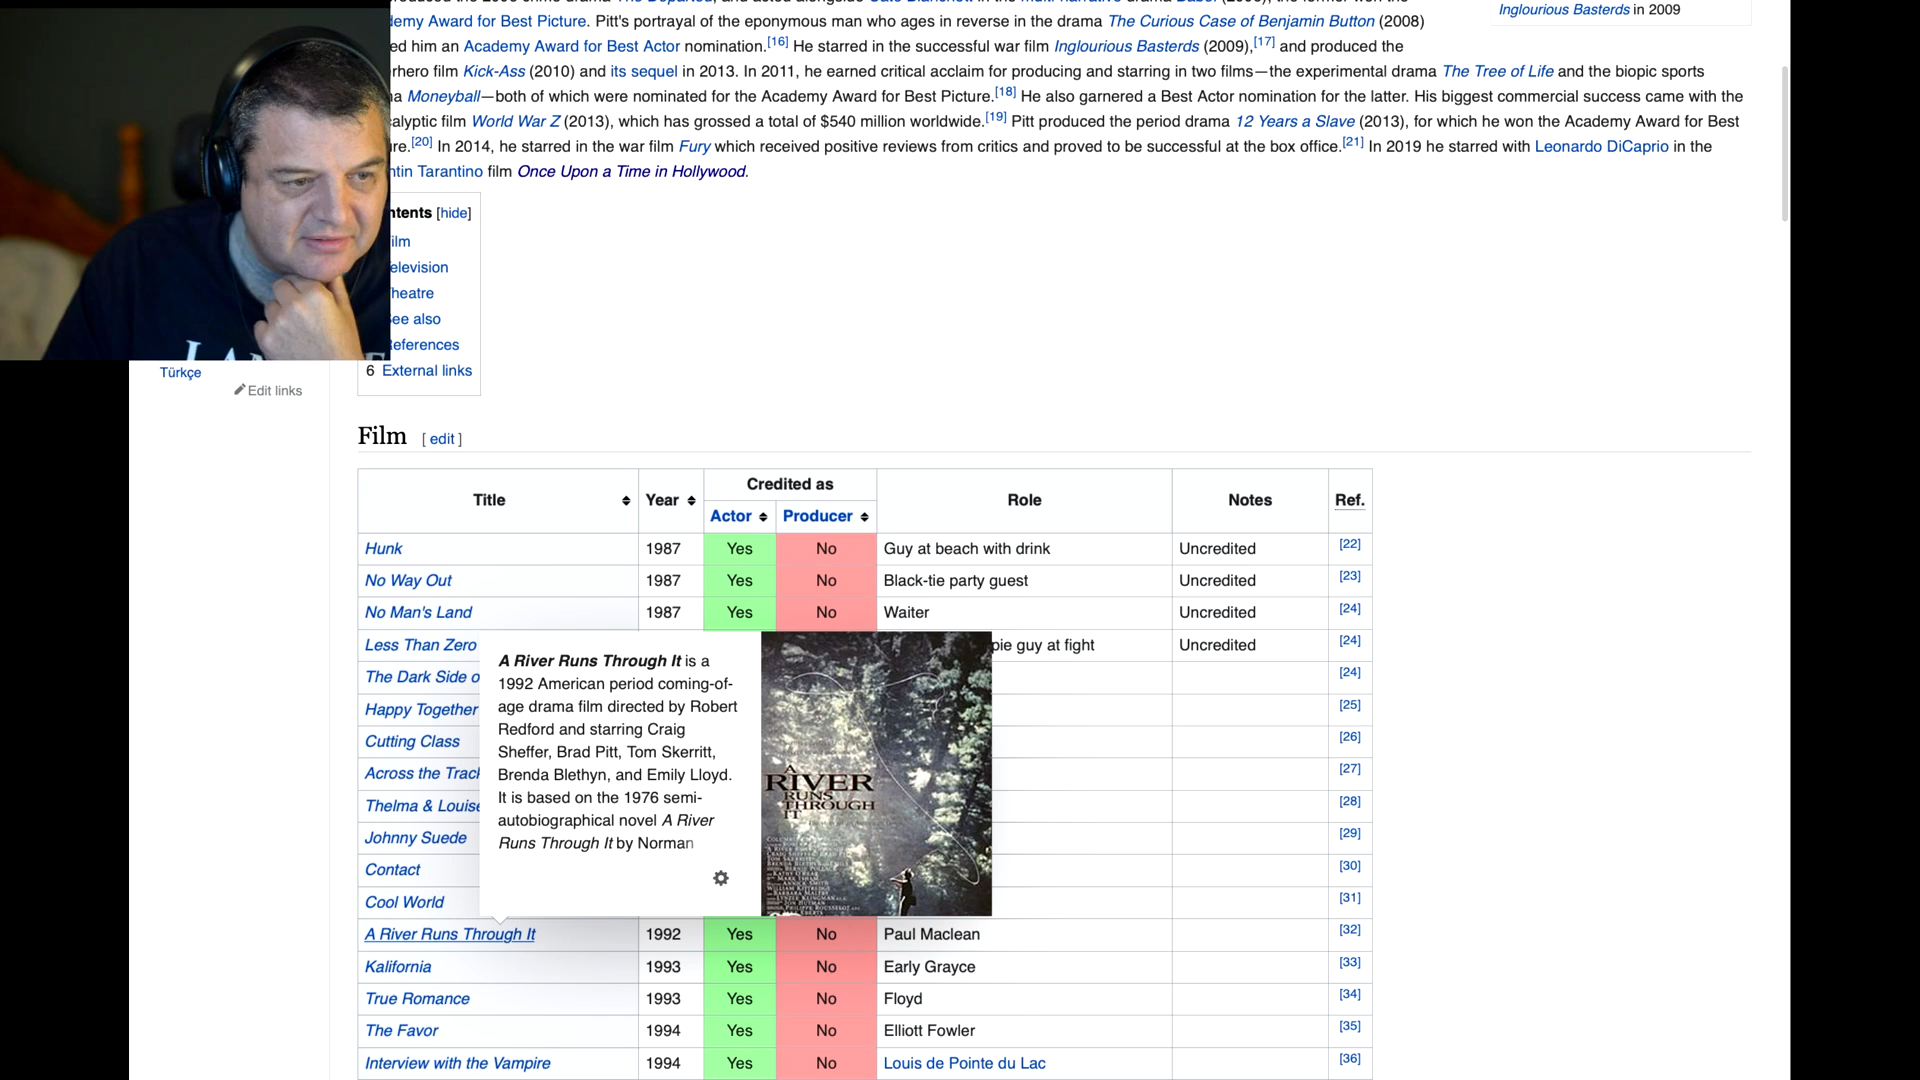 Inglourious Basterds in 2009
demy Award for Best Picture. Pitt's portrayal of the eponymous man who ages in reverse in the drama The Curious Case of Benjamin Button (2008)
ed him an Academy Award for Best Actor nomination.[16] He starred in the successful war film Inglourious Basterds (2009),[17] and produced the
rhero film Kick-Ass (2010) and its sequel in 2013. In 2011, he earned critical acclaim for producing and starring in two films—the experimental drama The Tree of Life and the biopic sports
a Moneyball—both of which were nominated for the Academy Award for Best Picture.[18] He also garnered a Best Actor nomination for the latter. His biggest commercial success came with the
alyptic film World War Z (2013), which has grossed a total of $540 million worldwide.[19] Pitt produced the period drama 12 Years a Slave (2013), for which he won the Academy Award for Best
re.[20] In 2014, he starred in the war film Fury which received positive reviews from critics and proved to be successful at the box office.[21] In 2019 he starred with Leonardo DiCaprio in the
ntin Tarantino film Once Upon a Time in Hollywood.
ntents [hide]
ilm
elevision
heatre
ee also
eferences
6 External links
Türkçe
Edit links
Film [ edit ]
Title Year Credited as Role Notes Ref.
Actor Producer
Hunk 1987 Yes No Guy at beach with drink Uncredited [22]
No Way Out 1987 Yes No Black-tie party guest Uncredited [23]
No Man's Land 1987 Yes No Waiter Uncredited [24]
Less Than Zero pie guy at fight Uncredited [24]
The Dark Side o [24]
Happy Together [25]
Cutting Class [26]
Across the Track [27]
Thelma & Louise [28]
Johnny Suede [29]
Contact [30]
Cool World [31]
A River Runs Through It is a
1992 American period coming-of-
age drama film directed by Robert
Redford and starring Craig
Sheffer, Brad Pitt, Tom Skerritt,
Brenda Blethyn, and Emily Lloyd.
It is based on the 1976 semi-
autobiographical novel A River
Runs Through It by Norman
A
RIVER
RUNS
THROUGH
IT
A River Runs Through It 1992 Yes No Paul Maclean [32]
Kalifornia 1993 Yes No Early Grayce [33]
True Romance 1993 Yes No Floyd [34]
The Favor 1994 Yes No Elliott Fowler [35]
Interview with the Vampire 1994 Yes No Louis de Pointe du Lac [36]